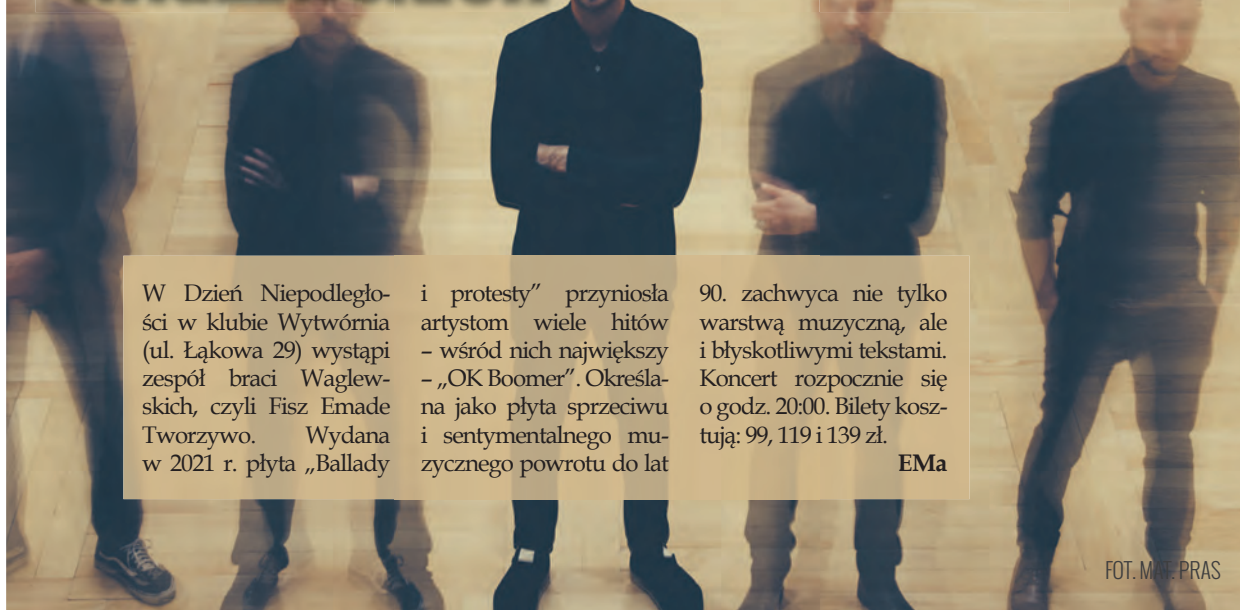 W Dzień Niepodległo-
ści w klubie Wytwórnia
(ul. Łąkowa 29) wystąpi
zespół braci Waglew-
skich, czyli Fisz Emade
Tworzywo. Wydana
w 2021 r. płyta „Ballady
i protesty” przyniosła
artystom wiele hitów
– wśród nich największy
– „OK Boomer”. Określa-
na jako płyta sprzeciwu
i sentymentalnego mu-
zycznego powrotu do lat
90. zachwyca nie tylko
warstwą muzyczną, ale
i błyskotliwymi tekstami.
Koncert rozpocznie się
o godz. 20:00. Bilety kosz-
tują: 99, 119 i 139 zł.
EMa
FOT. MAT. PRAS